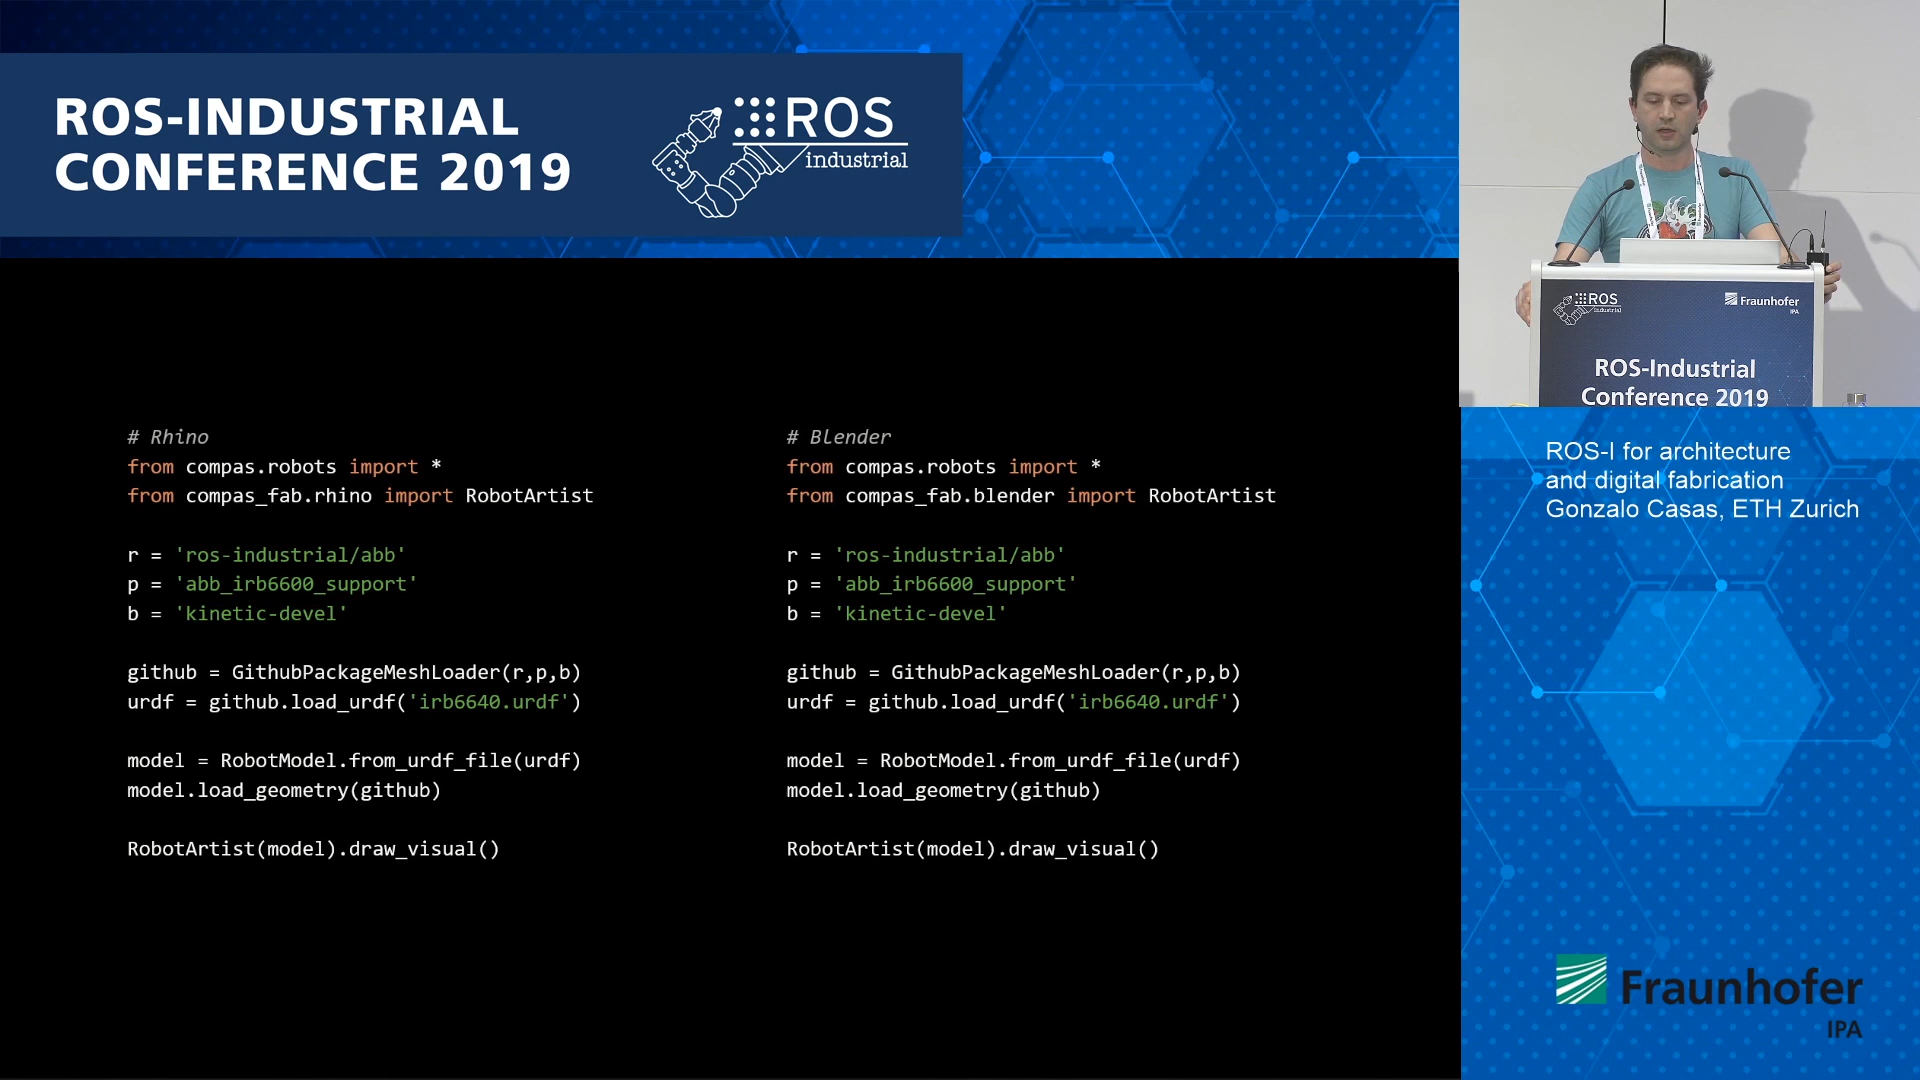 ROS-INDUSTRIAL
CONFERENCE 2019
ROS
industrial
# Rhino
from compas.robots import *
from compas_fab.rhino import RobotArtist
r = 'ros-industrial/abb'
p = 'abb_irb6600_support'
b = 'kinetic-devel'
github = GithubPackageMeshLoader(r,p,b)
urdf = github.load_urdf('irb6640.urdf')
model = RobotModel.from_urdf_file(urdf)
model.load_geometry(github)
RobotArtist(model).draw_visual()
# Blender
from compas.robots import *
from compas_fab.blender import RobotArtist
r = 'ros-industrial/abb'
p = 'abb_irb6600_support'
b = 'kinetic-devel'
github = GithubPackageMeshLoader(r,p,b)
urdf = github.load_urdf('irb6640.urdf')
model = RobotModel.from_urdf_file(urdf)
model.load_geometry(github)
RobotArtist(model).draw_visual()
ROS
industrial
Fraunhofer
IPA
ROS-Industrial
Conference 2019
ROS-I for architecture
and digital fabrication
Gonzalo Casas, ETH Zurich
Fraunhofer
IPA